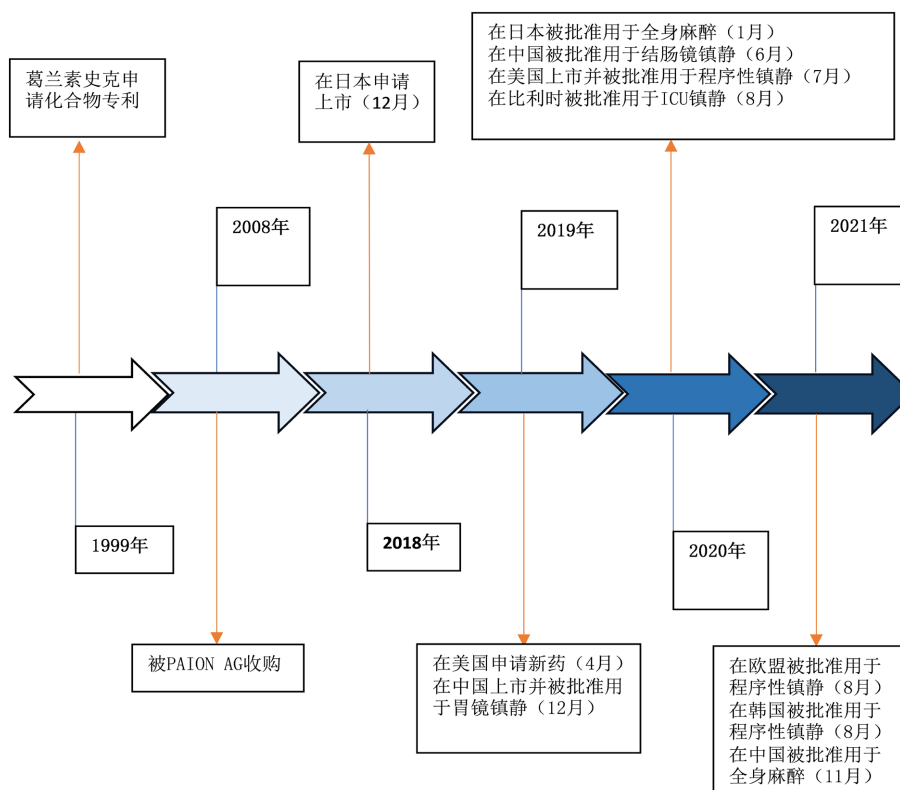 在日本被批准用于全身麻醉（1月）
在中国被批准用于结肠镜镇静（6月）
在美国上市并被批准用于程序性镇静（7月）
在比利时被批准用于ICU镇静（8月）
葛兰素史克申
请化合物专利
在日本申请
上市（12月）
2008年
2019年
2021年
1999年
2018年
2020年
被PAION AG收购
在美国申请新药（4月）
在中国上市并被批准用
于胃镜镇静（12月）
在欧盟被批准用于
程序性镇静（8月）
在韩国被批准用于
程序性镇静（8月）
在中国被批准用于
全身麻醉（11月）